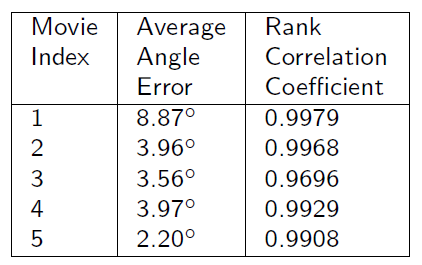 Movie Index Average Angle Error Rank Correlation Coefficient
1 8.87° 0.9979
2 3.96° 0.9968
3 3.56° 0.9696
4 3.97° 0.9929
5 2.20° 0.9908